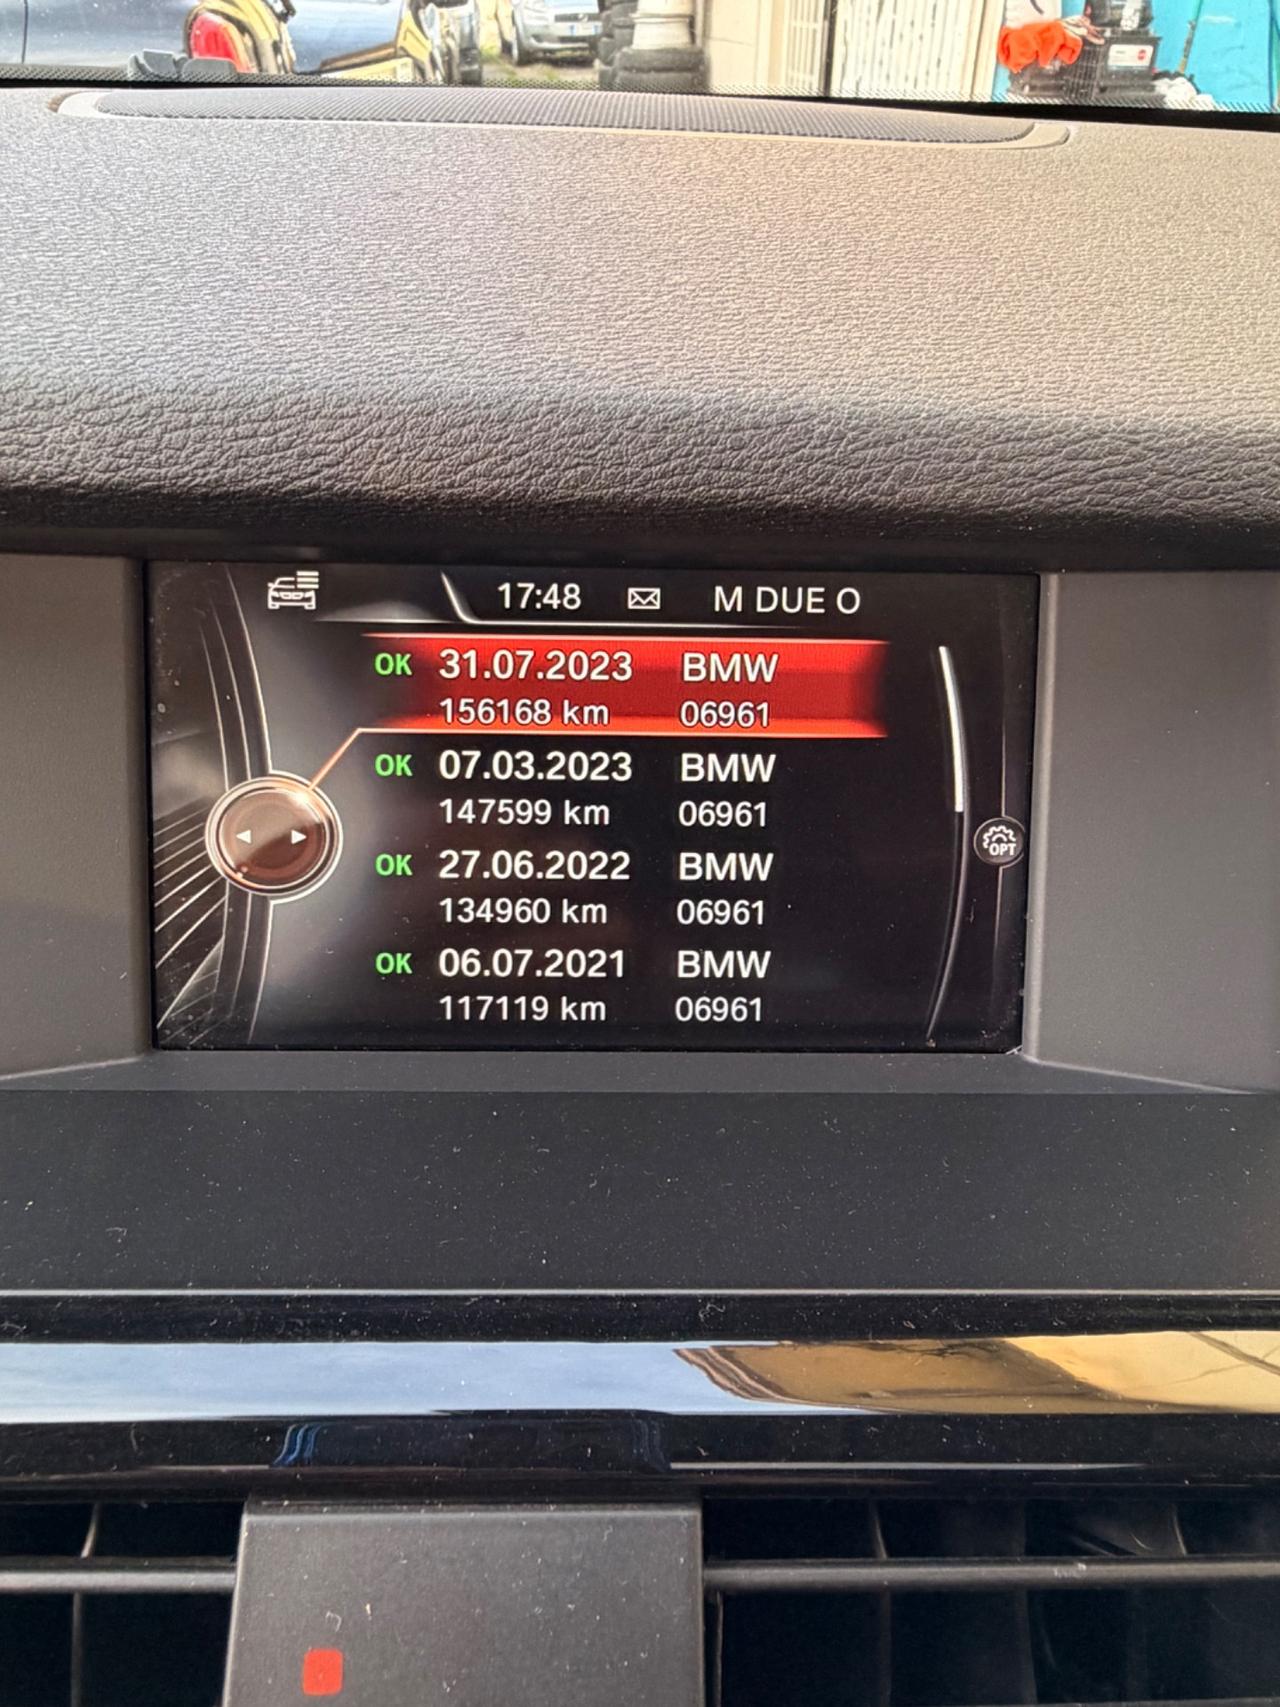 17:48 M DUE O
OK 31.07.2023 BMW
156168 km 06961
OK 07.03.2023 BMW
147599 km 06961
OK 27.06.2022 BMW
134960 km 06961
OK 06.07.2021 BMW
117119 km 06961
OPT